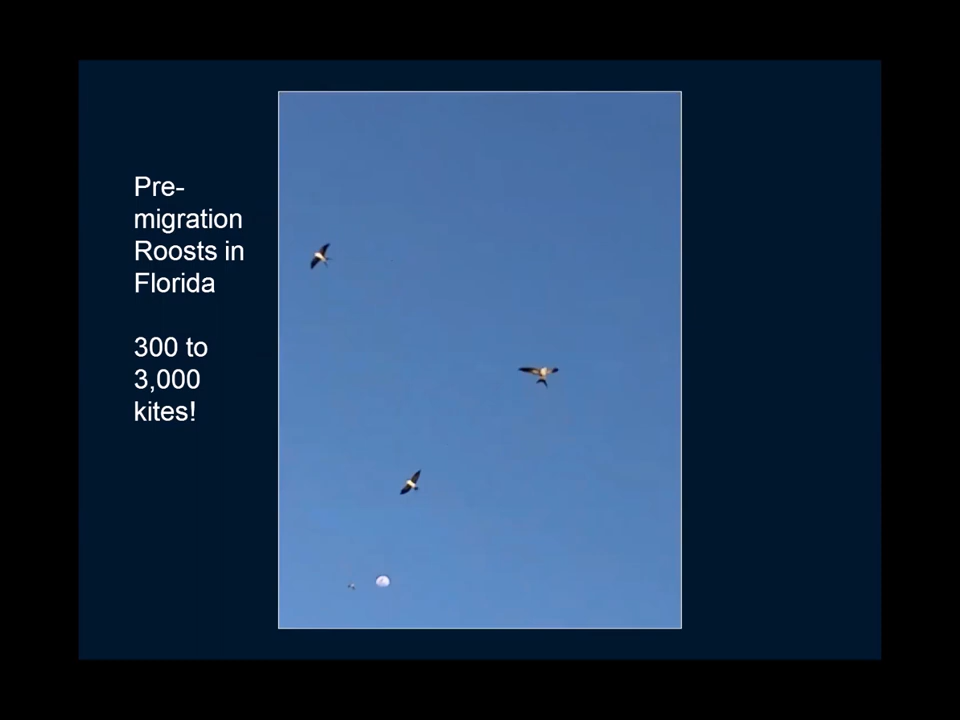 Pre-
migration
Roosts in
Florida
300 to
3,000
kites!